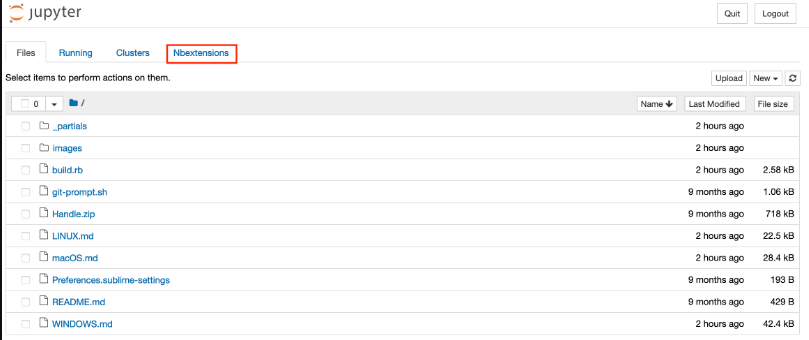 jupyter Quit Logout
Files Running Clusters Nbextensions
Select items to perform actions on them. Upload New
0 / Name Last Modified File size
_partials 2 hours ago
images 2 hours ago
build.rb 2 hours ago 2.58 kB
git-prompt.sh 9 months ago 1.06 kB
Handle.zip 9 months ago 718 kB
LINUX.md 2 hours ago 22.5 kB
macOS.md 2 hours ago 28.4 kB
Preferences.sublime-settings 9 months ago 193 B
README.md 9 months ago 429 B
WINDOWS.md 2 hours ago 42.4 kB